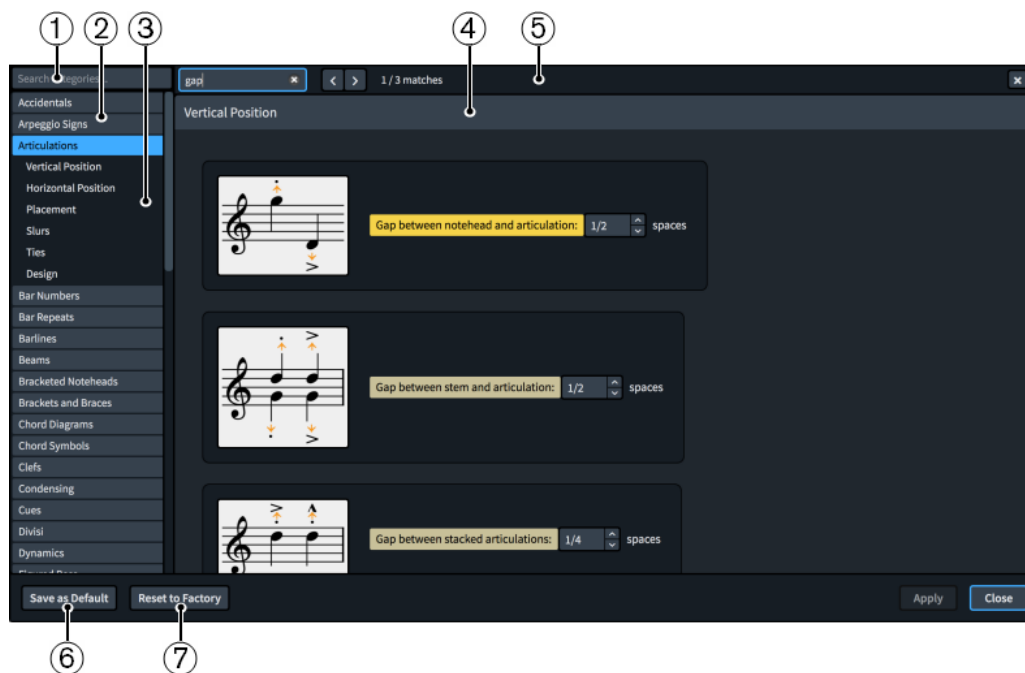 ① ② ③ ④ ⑤
Search categories...
gap
1 / 3 matches
Accidentals
Arpeggio Signs
Articulations
Vertical Position
Horizontal Position
Placement
Slurs
Ties
Design
Bar Numbers
Bar Repeats
Barlines
Beams
Bracketed Noteheads
Brackets and Braces
Chord Diagrams
Chord Symbols
Clefs
Condensing
Cues
Divisi
Dynamics
Vertical Position
Gap between notehead and articulation: 1/2 spaces
Gap between stem and articulation: 1/2 spaces
Gap between stacked articulations: 1/4 spaces
Save as Default Reset to Factory Apply Close
⑥ ⑦